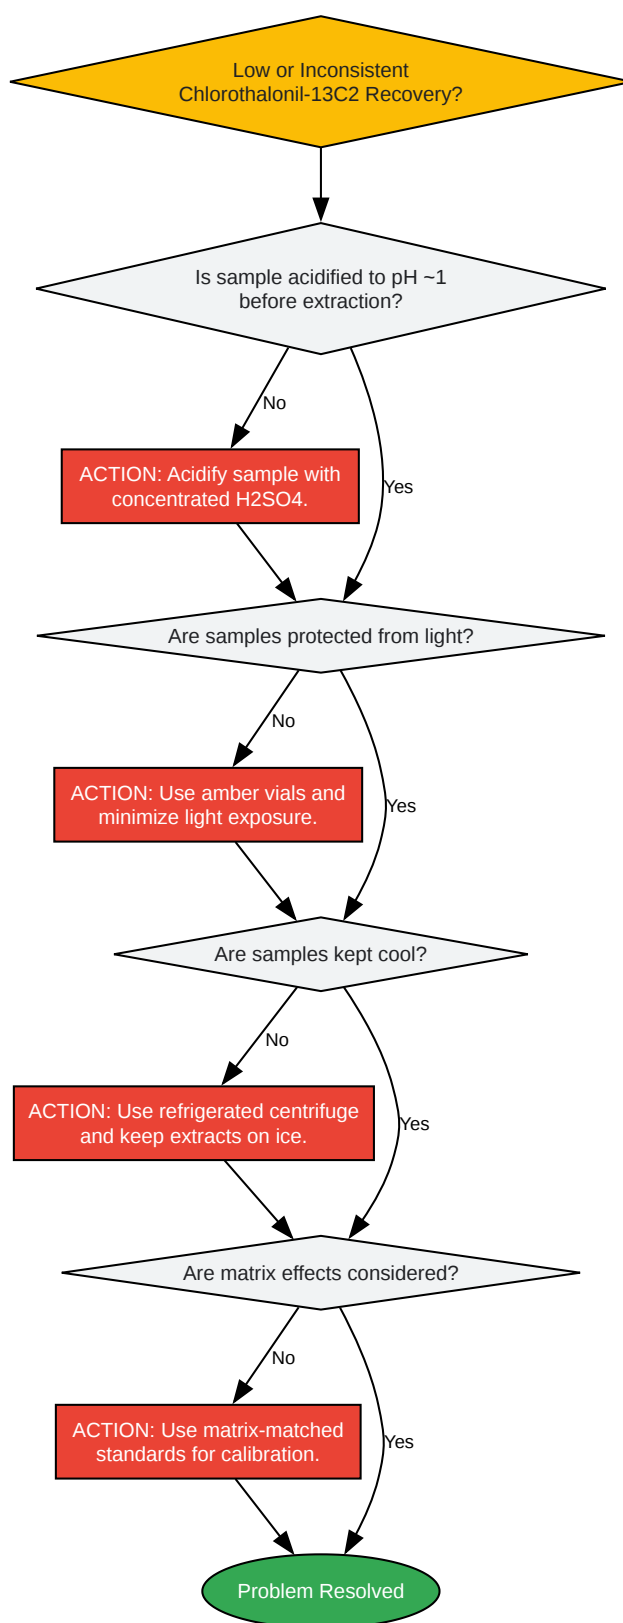 Low or Inconsistent
Chlorothalonil-13C2 Recovery?
Is sample acidified to pH ~1
before extraction?
No
ACTION: Acidify sample with
concentrated H2SO4.
Yes
Are samples protected from light?
No
ACTION: Use amber vials and
minimize light exposure.
Yes
Are samples kept cool?
No
ACTION: Use refrigerated centrifuge
and keep extracts on ice.
Yes
Are matrix effects considered?
No
ACTION: Use matrix-matched
standards for calibration.
Yes
Problem Resolved